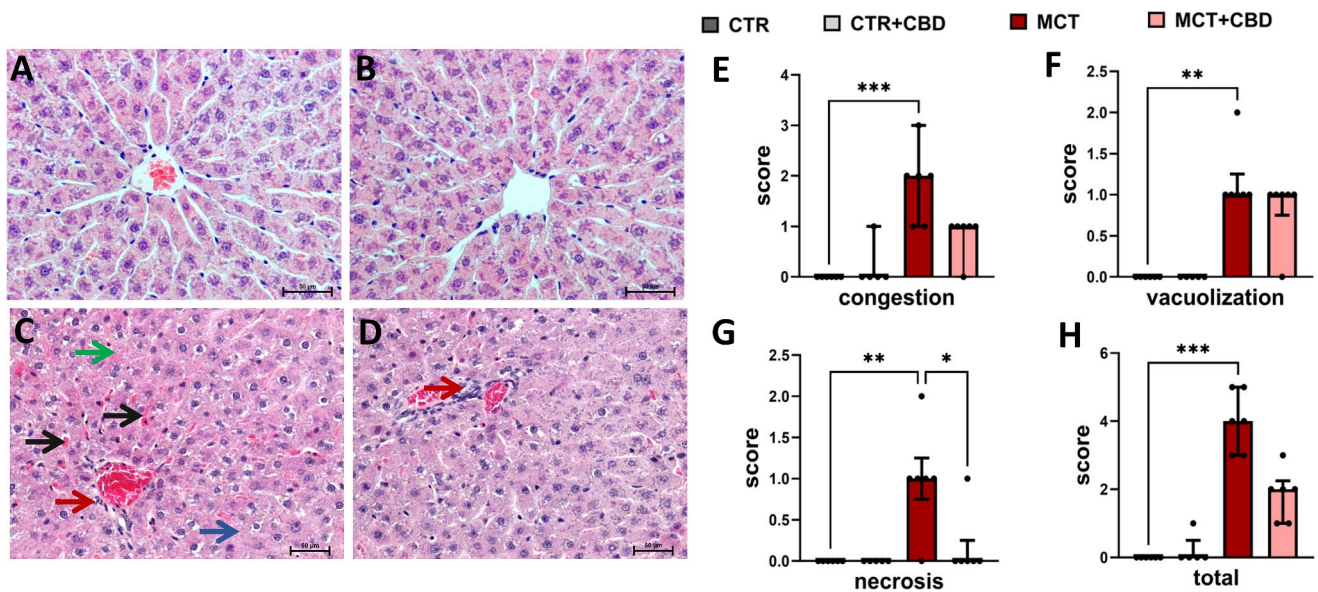 CTR CTR+CBD MCT MCT+CBD
A
B
50 µm
50 µm
C
D
50 µm
50 µm
E
score
4
3
2
1
0
***
congestion
F
score
2.5
2.0
1.5
1.0
0.5
0.0
**
vacuolization
G
score
2.5
2.0
1.5
1.0
0.5
0.0
**
*
necrosis
H
score
6
4
2
0
***
total